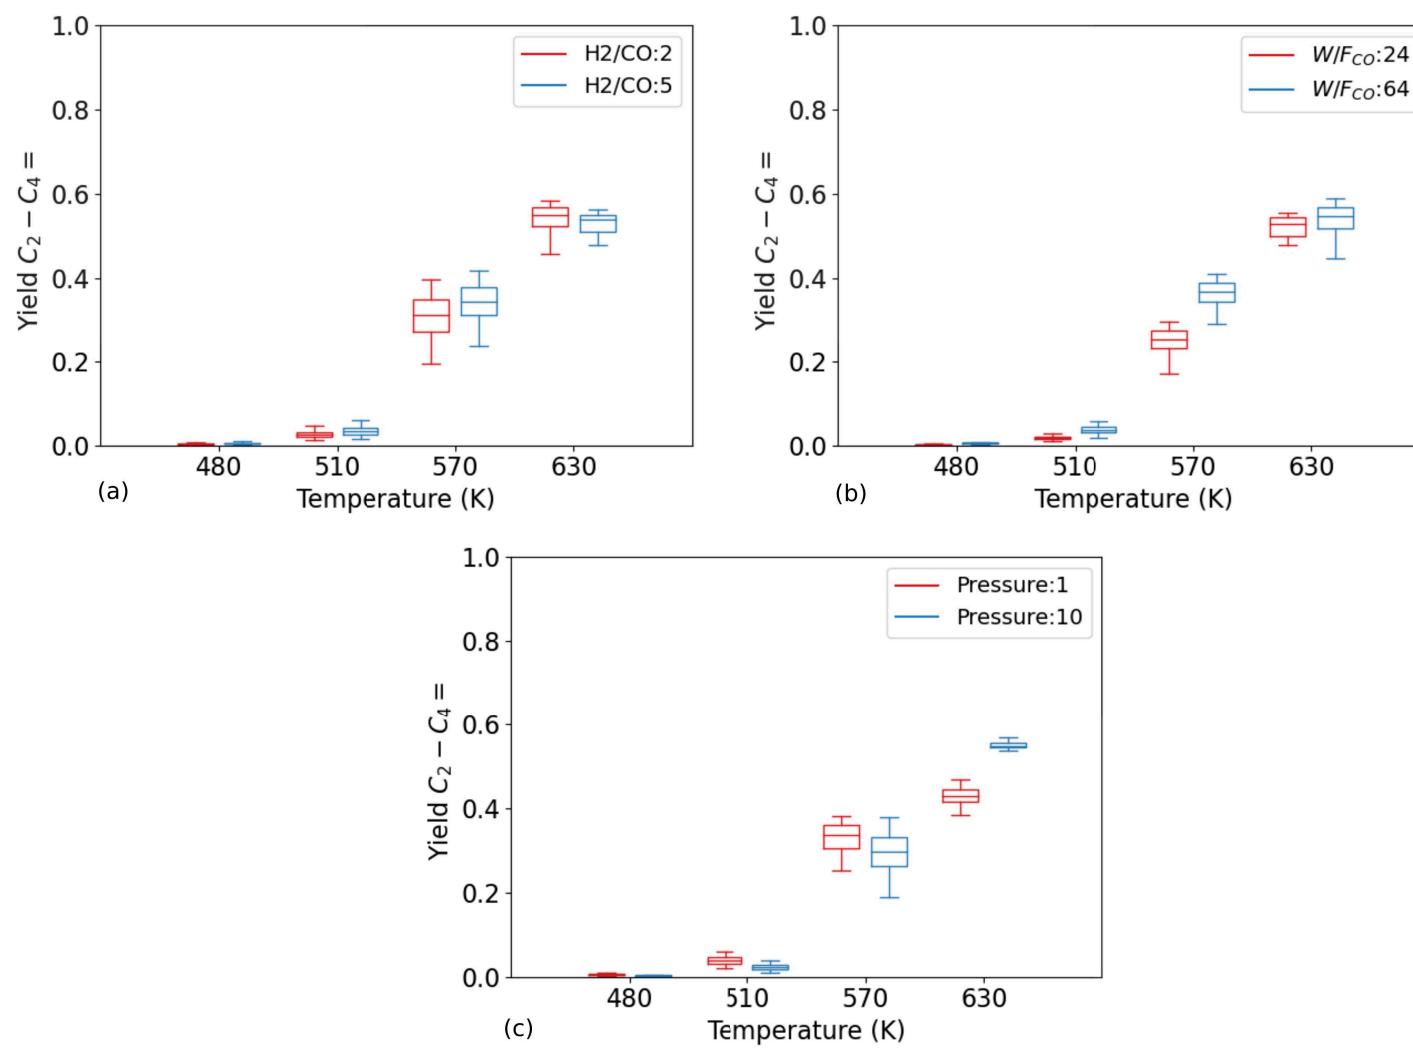 1.0
0.8
0.6
0.4
0.2
0.0
Yield C₂ − C₄ =
H2/CO:2
H2/CO:5
480 510 570 630
Temperature (K)
(a)
1.0
0.8
0.6
0.4
0.2
0.0
Yield C₂ − C₄ =
W/F_CO:24
W/F_CO:64
480 510 570 630
Temperature (K)
(b)
1.0
0.8
0.6
0.4
0.2
0.0
Yield C₂ − C₄ =
Pressure:1
Pressure:10
480 510 570 630
Temperature (K)
(c)